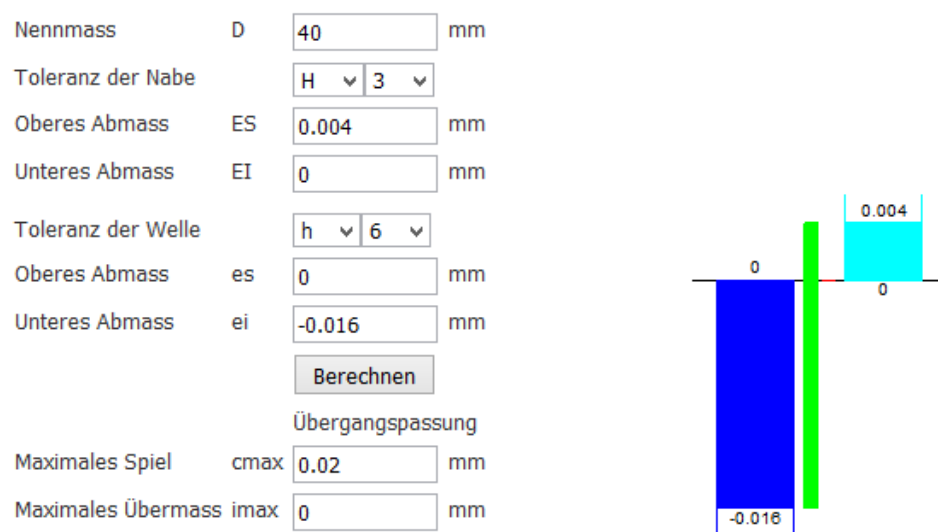 Nennmass D 40 mm
Toleranz der Nabe H 3
Oberes Abmass ES 0.004 mm
Unteres Abmass EI 0 mm
Toleranz der Welle h 6
Oberes Abmass es 0 mm
Unteres Abmass ei -0.016 mm
Berechnen
Übergangspassung
Maximales Spiel cmax 0.02 mm
Maximales Übermass imax 0 mm
0.004
0
0
-0.016